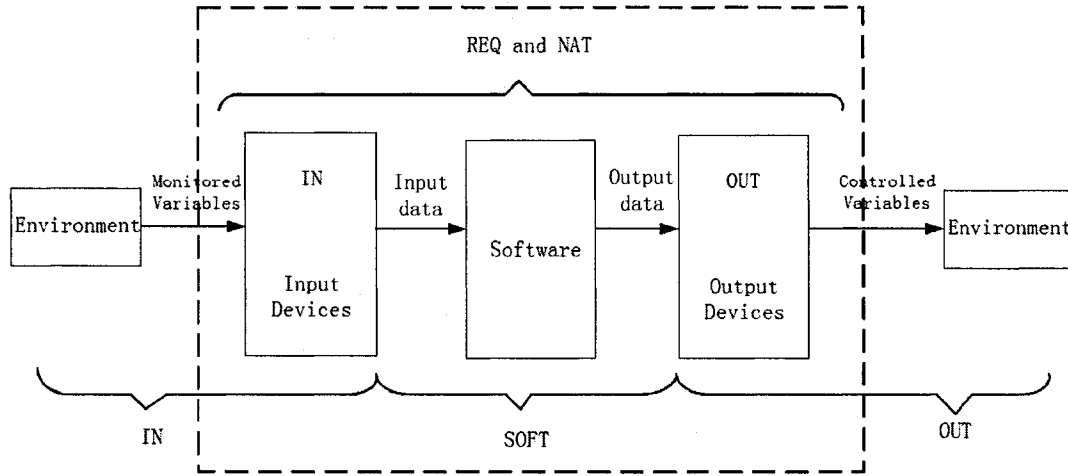 REQ and NAT
Environment
Monitored
Variables
IN
Input
Devices
Input
data
Software
Output
data
OUT
Output
Devices
Controlled
Variables
Environment
IN
SOFT
OUT